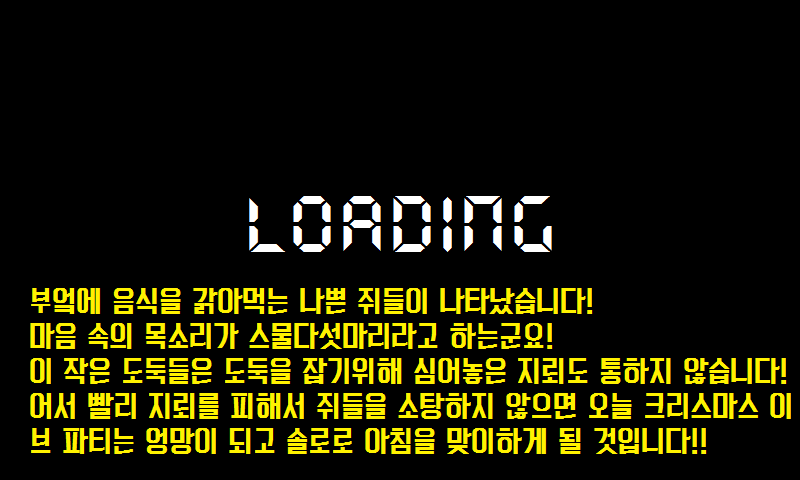 LOADING
부엌에 음식을 갉아먹는 나쁜 쥐들이 나타났습니다!
마음 속의 목소리가 스물다섯마리라고 하는군요!
이 작은 도둑들은 도둑을 잡기위해 심어놓은 지뢰도 통하지 않습니다!
어서 빨리 지뢰를 피해서 쥐들을 소탕하지 않으면 오늘 크리스마스 이
브 파티는 엉망이 되고 솔로로 아침을 맞이하게 될 것입니다!!